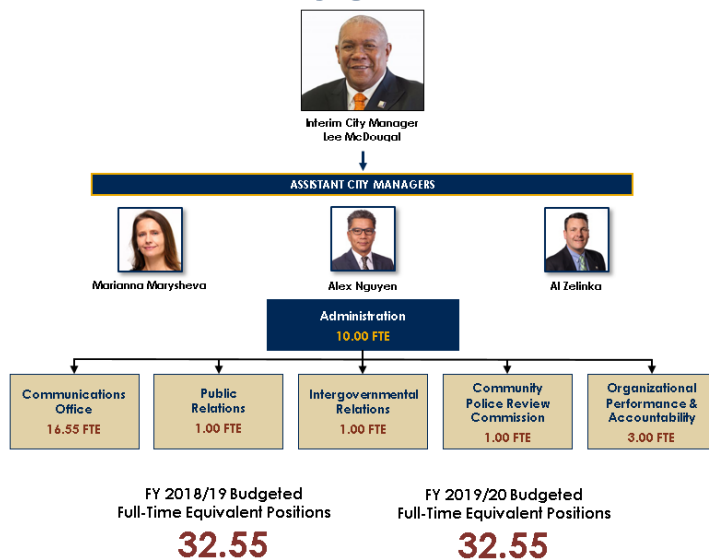 Interim City Manager
Lee McDougal
ASSISTANT CITY MANAGERS
Marianna Marysheva
Alex Nguyen
Al Zelinka
Administration
10.00 FTE
Communications
Office
16.55 FTE
Public
Relations
1.00 FTE
Intergovernmental
Relations
1.00 FTE
Community
Police Review
Commission
1.00 FTE
Organizational
Performance &
Accountability
3.00 FTE
FY 2018/19 Budgeted
Full-Time Equivalent Positions
32.55
FY 2019/20 Budgeted
Full-Time Equivalent Positions
32.55